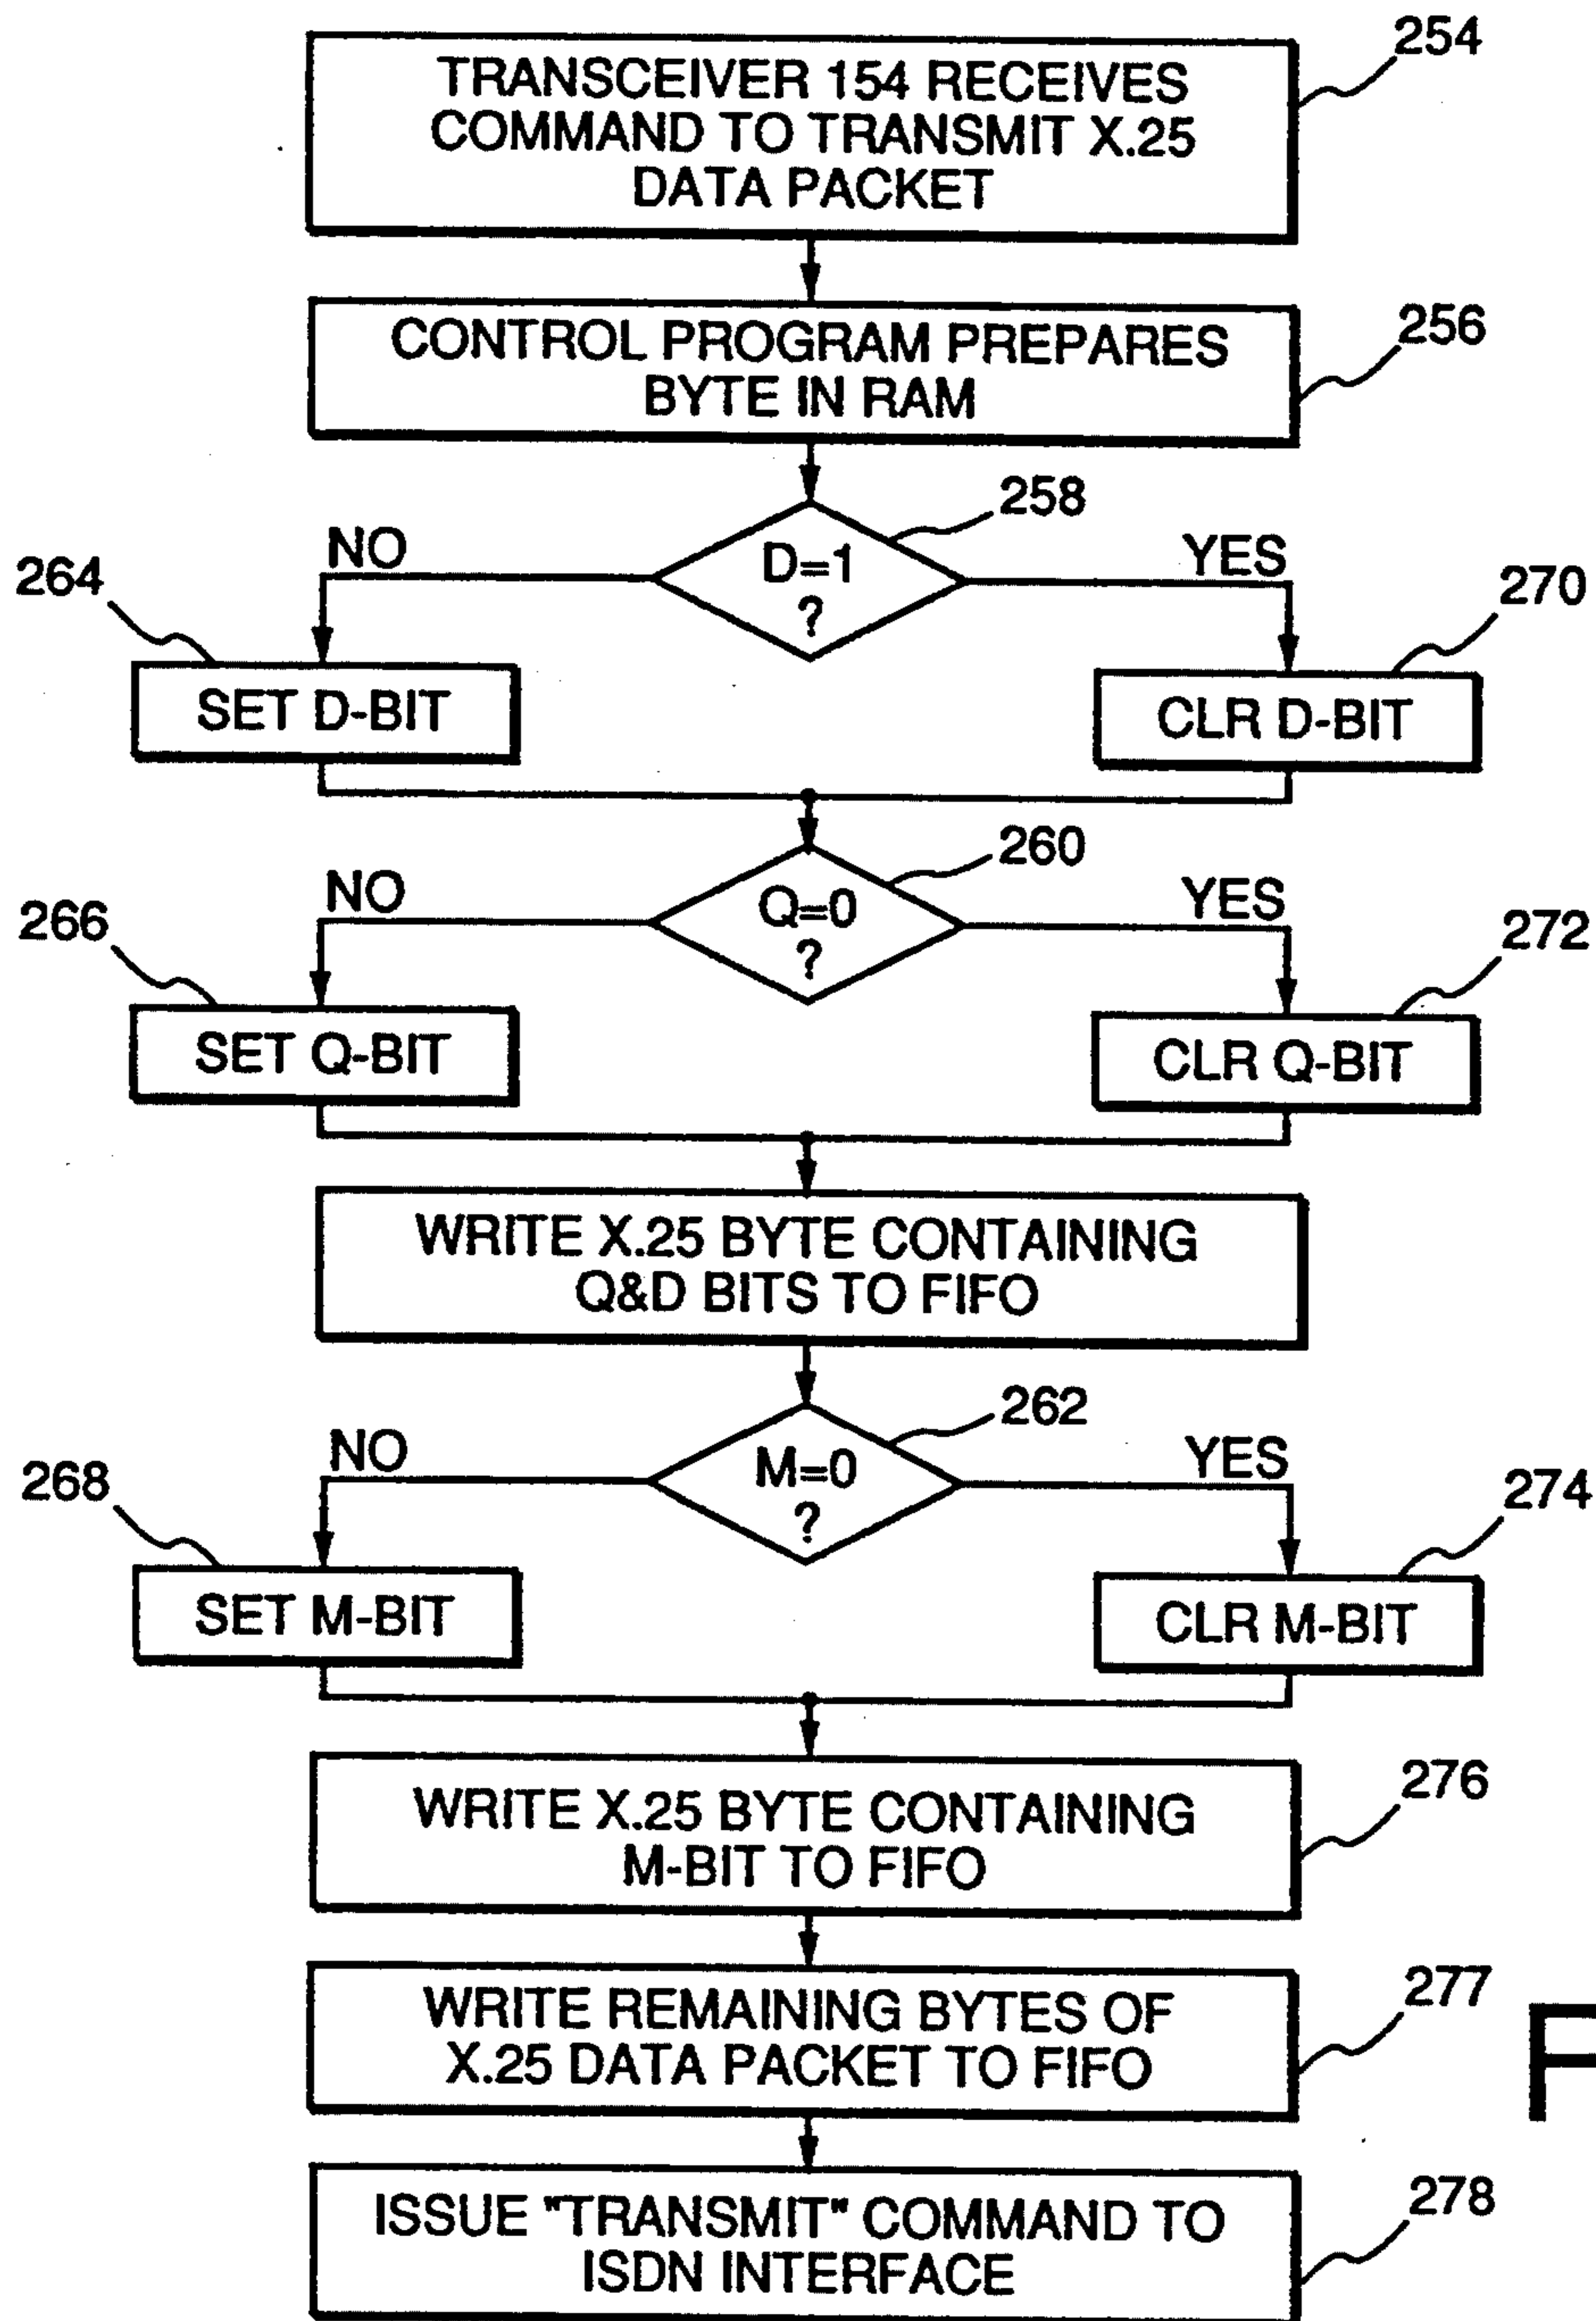 254
TRANSCEIVER 154 RECEIVES
COMMAND TO TRANSMIT X.25
DATA PACKET
256
CONTROL PROGRAM PREPARES
BYTE IN RAM
258
D=1
?
NO
YES
264
270
SET D-BIT
CLR D-BIT
260
Q=0
?
NO
YES
266
272
SET Q-BIT
CLR Q-BIT
WRITE X.25 BYTE CONTAINING
Q&D BITS TO FIFO
262
M=0
?
NO
YES
268
274
SET M-BIT
CLR M-BIT
276
WRITE X.25 BYTE CONTAINING
M-BIT TO FIFO
277
WRITE REMAINING BYTES OF
X.25 DATA PACKET TO FIFO
278
ISSUE "TRANSMIT" COMMAND TO
ISDN INTERFACE